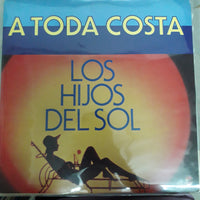 A TODA COSTA
LOS
HIJOS
DEL SOL